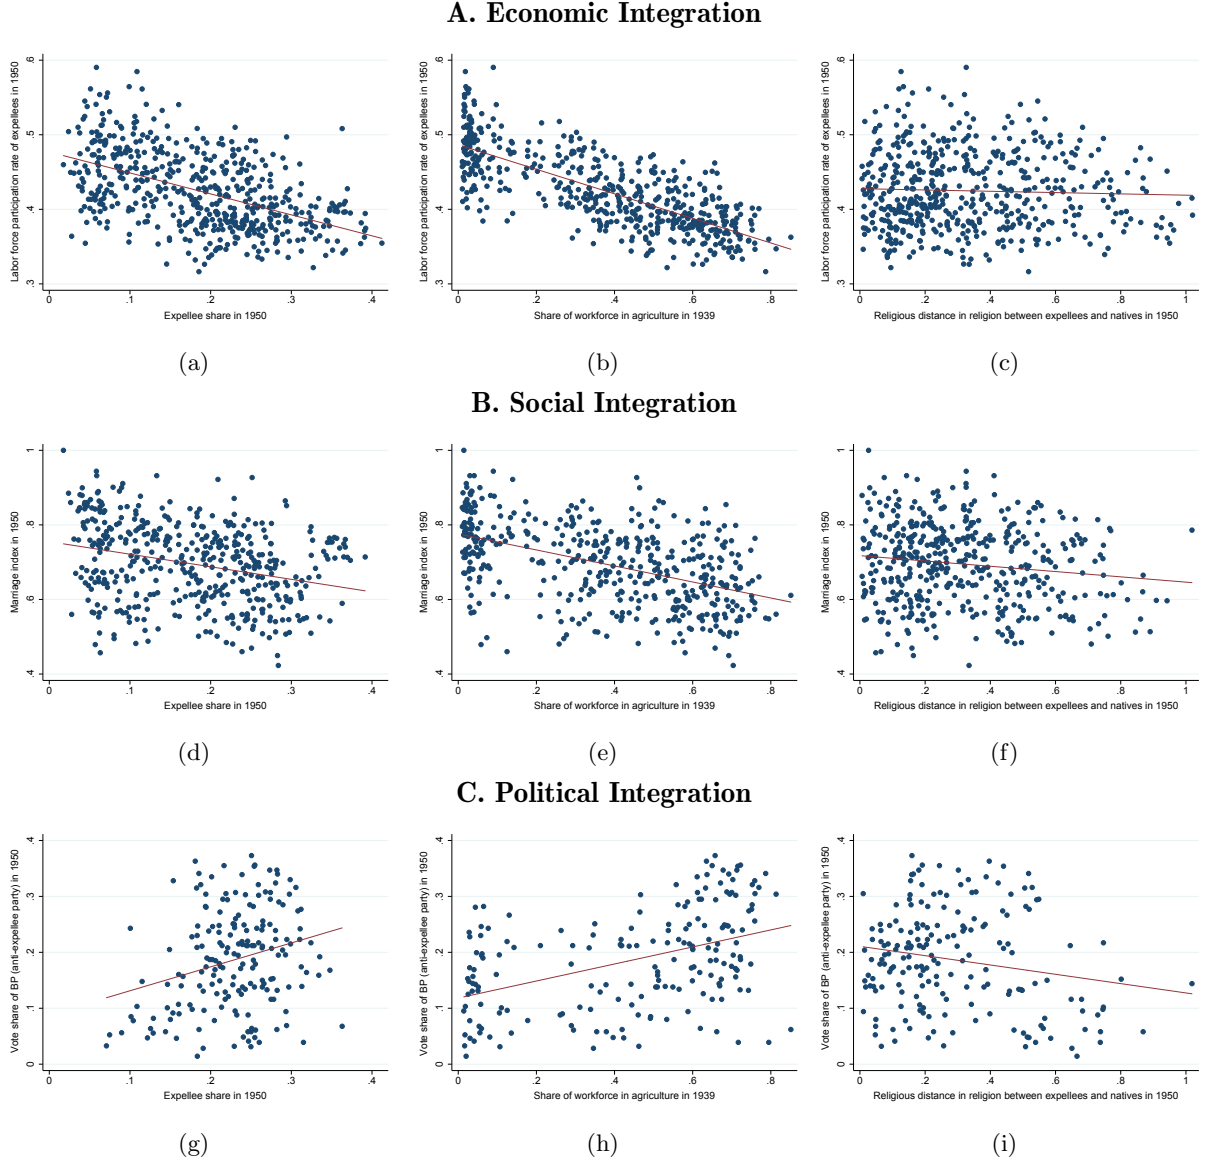 A. Economic Integration
Labor force participation rate of expellees in 1950
.6
.5
.4
.3
0 .1 .2 .3 .4
Expellee share in 1950
(a)
Labor force participation rate of expellees in 1950
.6
.5
.4
.3
0 .2 .4 .6 .8
Share of workforce in agriculture in 1939
(b)
Labor force participation rate of expellees in 1950
.6
.5
.4
.3
0 .2 .4 .6 .8 1
Religious distance in religion between expellees and natives in 1950
(c)
B. Social Integration
Marriage index in 1950
1
.8
.6
.4
0 .1 .2 .3 .4
Expellee share in 1950
(d)
Marriage index in 1950
1
.8
.6
.4
0 .2 .4 .6 .8
Share of workforce in agriculture in 1939
(e)
Marriage index in 1950
1
.8
.6
.4
0 .2 .4 .6 .8 1
Religious distance in religion between expellees and natives in 1950
(f)
C. Political Integration
Vote share of BP (anti-expellee party) in 1950
.4
.3
.2
.1
0
0 .1 .2 .3 .4
Expellee share in 1950
(g)
Vote share of BP (anti-expellee party) in 1950
.4
.3
.2
.1
0
0 .2 .4 .6 .8
Share of workforce in agriculture in 1939
(h)
Vote share of BP (anti-expellee party) in 1950
.4
.3
.2
.1
0
0 .2 .4 .6 .8 1
Religious distance in religion between expellees and natives in 1950
(i)